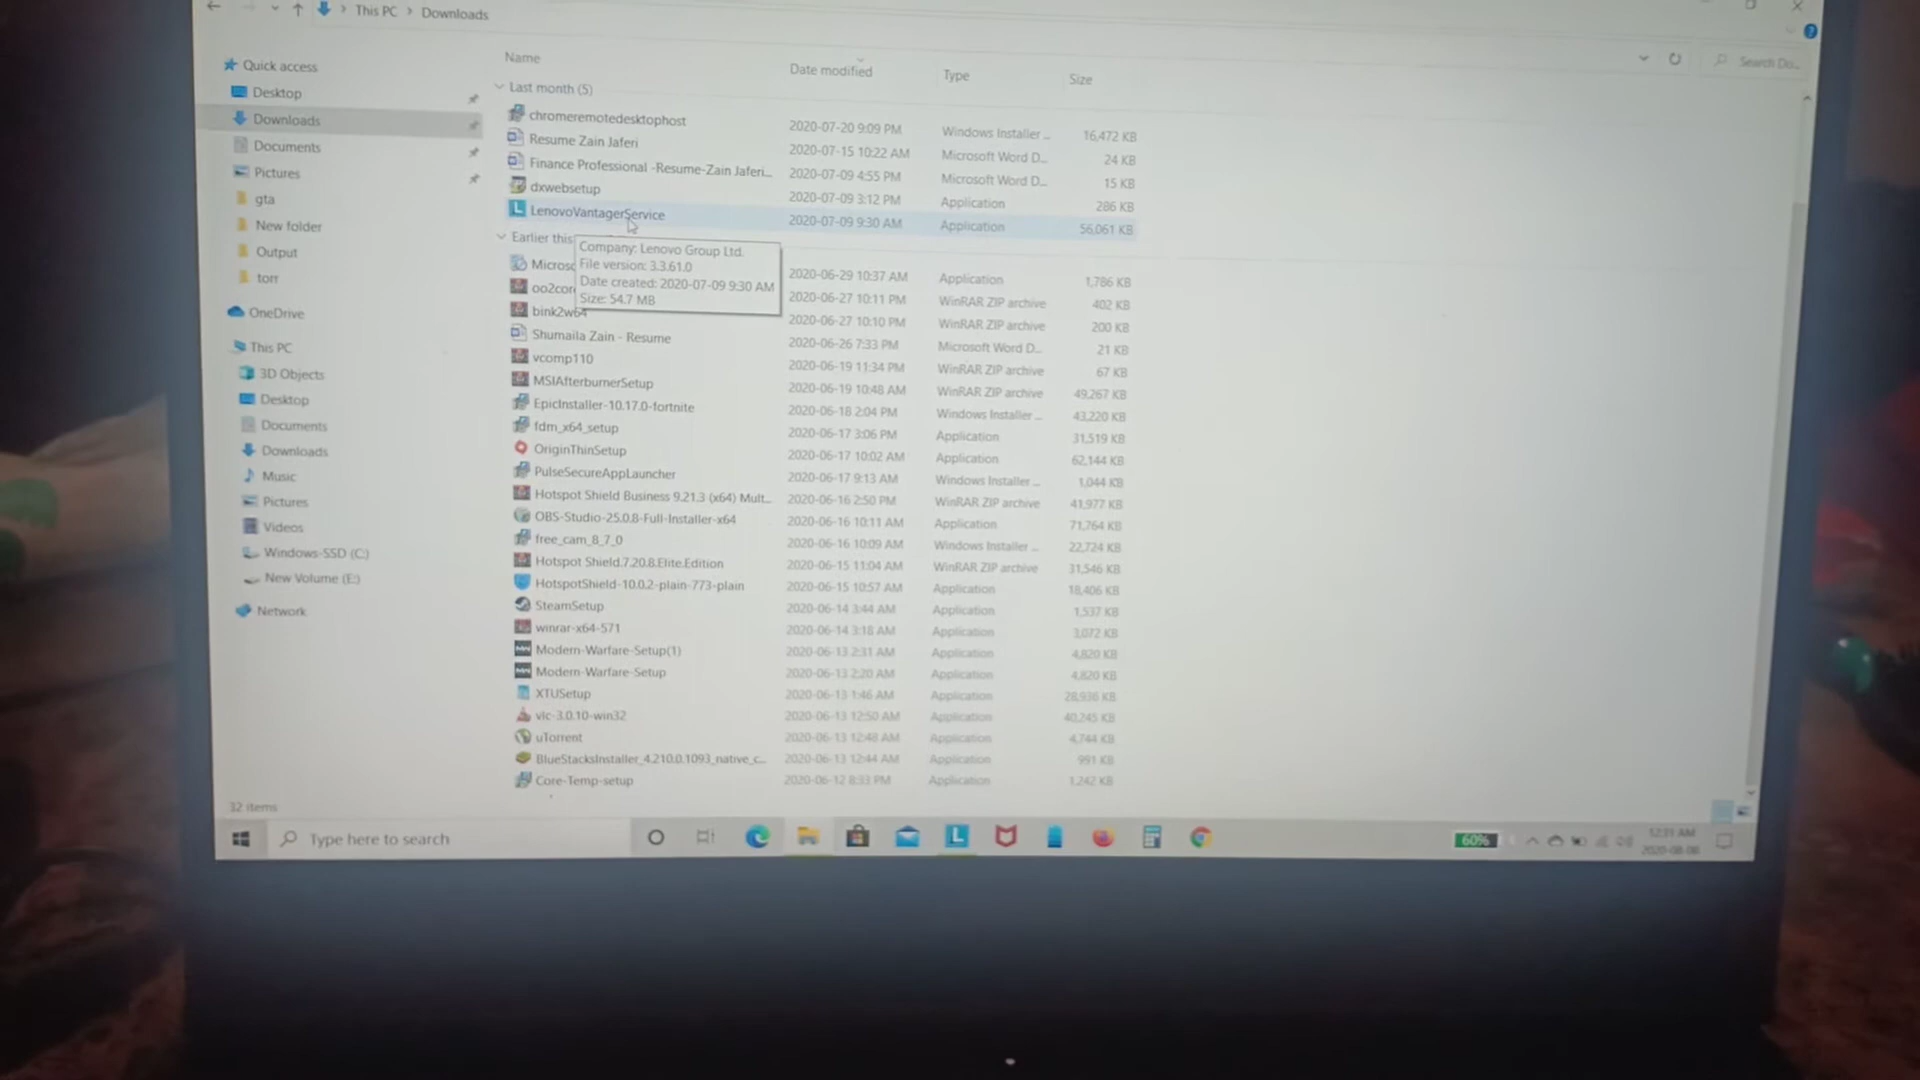 This PC > Downloads
Search Do...
Name Date modified Type Size
Quick access
Desktop
Downloads
Documents
Pictures
gta
New folder
Output
torr
OneDrive
This PC
3D Objects
Desktop
Documents
Downloads
Music
Pictures
Videos
Windows-SSD (C:)
New Volume (E:)
Network
Last month (5)
chromeremotedesktophost 2020-07-20 9:09 PM Windows Installer ... 16,472 KB
Resume Zain Jaferi 2020-07-15 10:22 AM Microsoft Word D... 24 KB
Finance Professional -Resume-Zain Jaferi... 2020-07-09 4:55 PM Microsoft Word D... 15 KB
dxwebsetup 2020-07-09 3:12 PM Application 286 KB
LenovoVantagerService 2020-07-09 9:30 AM Application 56,061 KB
Earlier this
Company: Lenovo Group Ltd.
File version: 3.3.61.0
Date created: 2020-07-09 9:30 AM
Size: 54.7 MB
Microsc 2020-06-29 10:37 AM Application 1,786 KB
oo2cor 2020-06-27 10:11 PM WinRAR ZIP archive 402 KB
bink2w64 2020-06-27 10:10 PM WinRAR ZIP archive 200 KB
Shumaila Zain - Resume 2020-06-26 7:33 PM Microsoft Word D... 21 KB
vcomp110 2020-06-19 11:34 PM WinRAR ZIP archive 67 KB
MSIAfterburnerSetup 2020-06-19 10:48 AM WinRAR ZIP archive 49,267 KB
EpicInstaller-10.17.0-fortnite 2020-06-18 2:04 PM Windows Installer ... 43,220 KB
fdm_x64_setup 2020-06-17 3:06 PM Application 31,519 KB
OriginThinSetup 2020-06-17 10:02 AM Application 62,144 KB
PulseSecureAppLauncher 2020-06-17 9:13 AM Windows Installer ... 1,044 KB
Hotspot Shield Business 9.21.3 (x64) Mult... 2020-06-16 2:50 PM WinRAR ZIP archive 41,977 KB
OBS-Studio-25.0.8-Full-Installer-x64 2020-06-16 10:11 AM Application 71,764 KB
free_cam_8_7_0 2020-06-16 10:09 AM Windows Installer ... 22,724 KB
Hotspot Shield.7.20.8.Elite.Edition 2020-06-15 11:04 AM WinRAR ZIP archive 31,546 KB
HotspotShield-10.0.2-plain-773-plain 2020-06-15 10:57 AM Application 18,406 KB
SteamSetup 2020-06-14 3:44 AM Application 1,537 KB
winrar-x64-571 2020-06-14 3:18 AM Application 3,072 KB
Modern-Warfare-Setup(1) 2020-06-13 2:31 AM Application 4,820 KB
Modern-Warfare-Setup 2020-06-13 2:20 AM Application 4,820 KB
XTUSetup 2020-06-13 1:46 AM Application 28,936 KB
vlc-3.0.10-win32 2020-06-13 12:50 AM Application 40,245 KB
uTorrent 2020-06-13 12:48 AM Application 4,744 KB
BlueStacksInstaller_4.210.0.1093_native_c... 2020-06-13 12:44 AM Application 991 KB
Core-Temp-setup 2020-06-12 8:33 PM Application 1,242 KB
32 items
Type here to search
L
60%
12:31 AM
2020-08-06